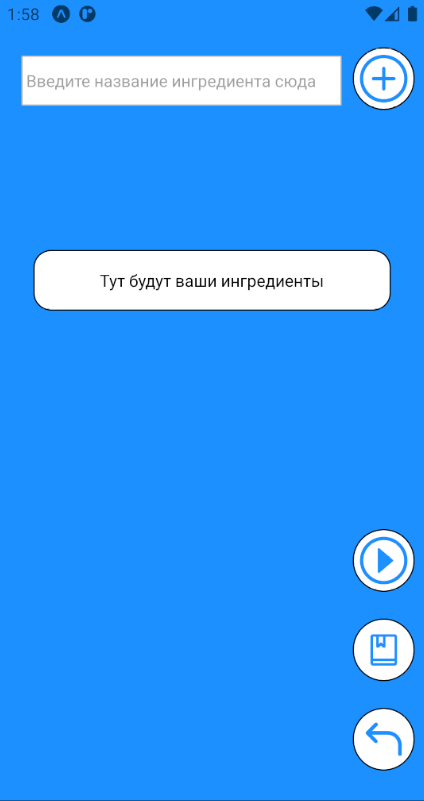 1:58
Введите название ингредиента сюда
Тут будут ваши ингредиенты